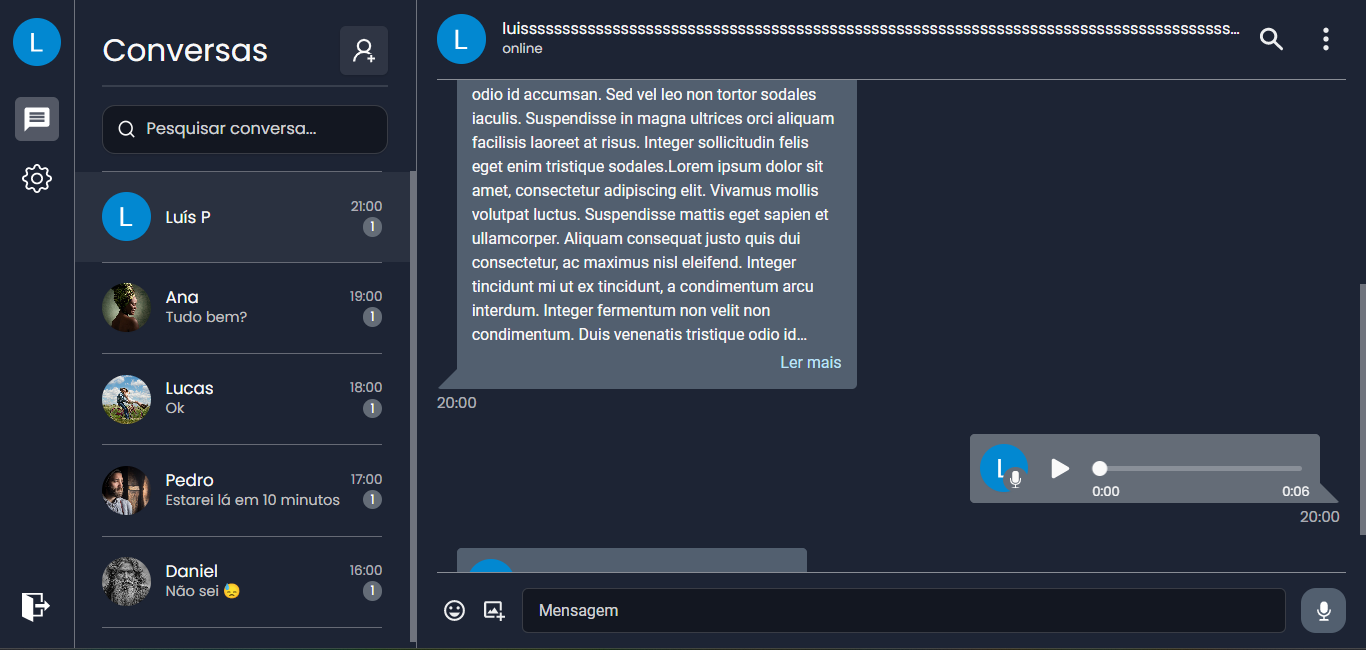 L
Conversas
Pesquisar conversa...
Luís P
21:00
1
Ana
19:00
Tudo bem?
1
Lucas
18:00
Ok
1
Pedro
17:00
Estarei lá em 10 minutos
1
Daniel
16:00
Não sei 😓
1
L
L
luisssssssssssssssssssssssssssssssssssssssssssssssssssssssssssssssssssssssssssssssssssssssss...
online
odio id accumsan. Sed vel leo non tortor sodales
iaculis. Suspendisse in magna ultrices orci aliquam
facilisis laoreet at risus. Integer sollicitudin felis
eget enim tristique sodales.Lorem ipsum dolor sit
amet, consectetur adipiscing elit. Vivamus mollis
volutpat luctus. Suspendisse mattis eget sapien et
ullamcorper. Aliquam consequat justo quis dui
consectetur, ac maximus nisl eleifend. Integer
tincidunt mi ut ex tincidunt, a condimentum arcu
interdum. Integer fermentum non velit non
condimentum. Duis venenatis tristique odio id...
Ler mais
20:00
L
0:00
0:06
20:00
Mensagem